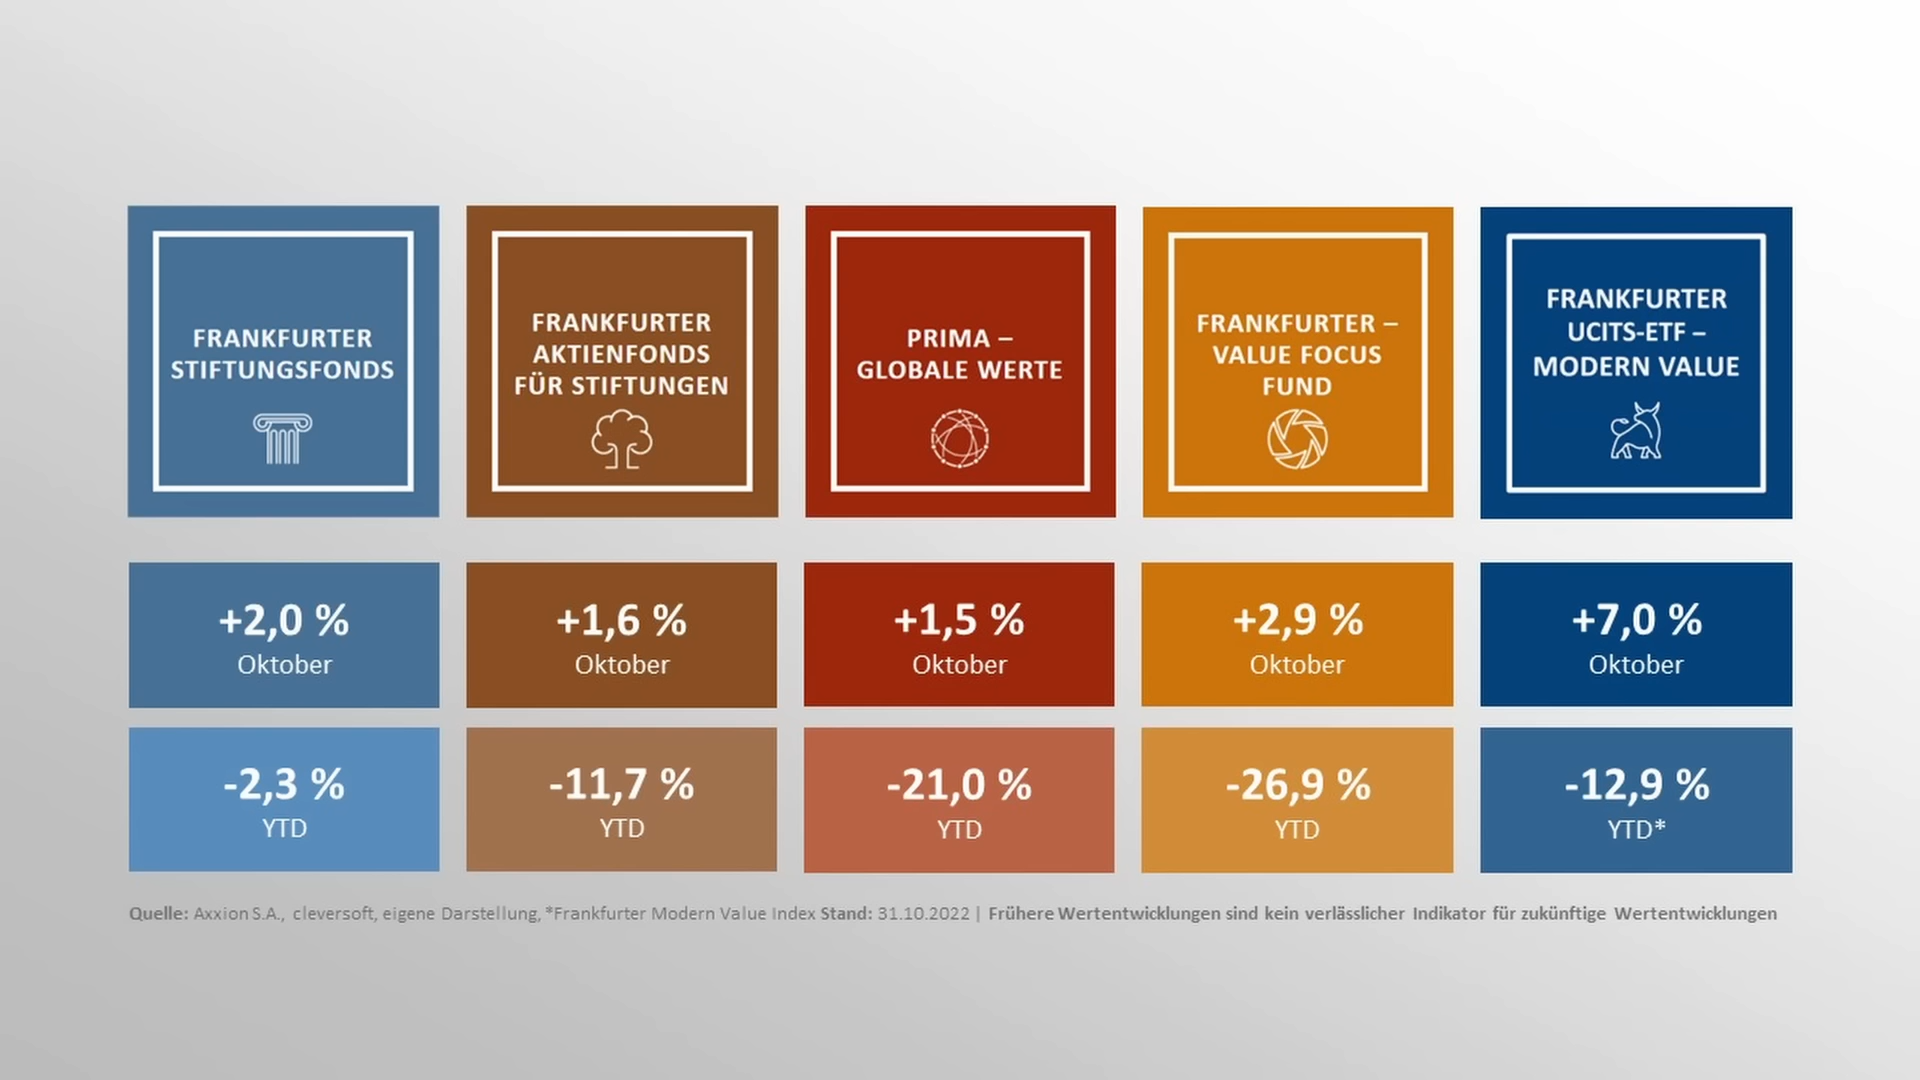 FRANKFURTER
STIFTUNGSFONDS
FRANKFURTER
AKTIENFONDS
FÜR STIFTUNGEN
PRIMA –
GLOBALE WERTE
FRANKFURTER –
VALUE FOCUS
FUND
FRANKFURTER
UCITS-ETF –
MODERN VALUE
+2,0 %
Oktober
+1,6 %
Oktober
+1,5 %
Oktober
+2,9 %
Oktober
+7,0 %
Oktober
-2,3 %
YTD
-11,7 %
YTD
-21,0 %
YTD
-26,9 %
YTD
-12,9 %
YTD*
Quelle: Axxion S.A., cleversoft, eigene Darstellung, *Frankfurter Modern Value Index Stand: 31.10.2022 | Frühere Wertentwicklungen sind kein verlässlicher Indikator für zukünftige Wertentwicklungen